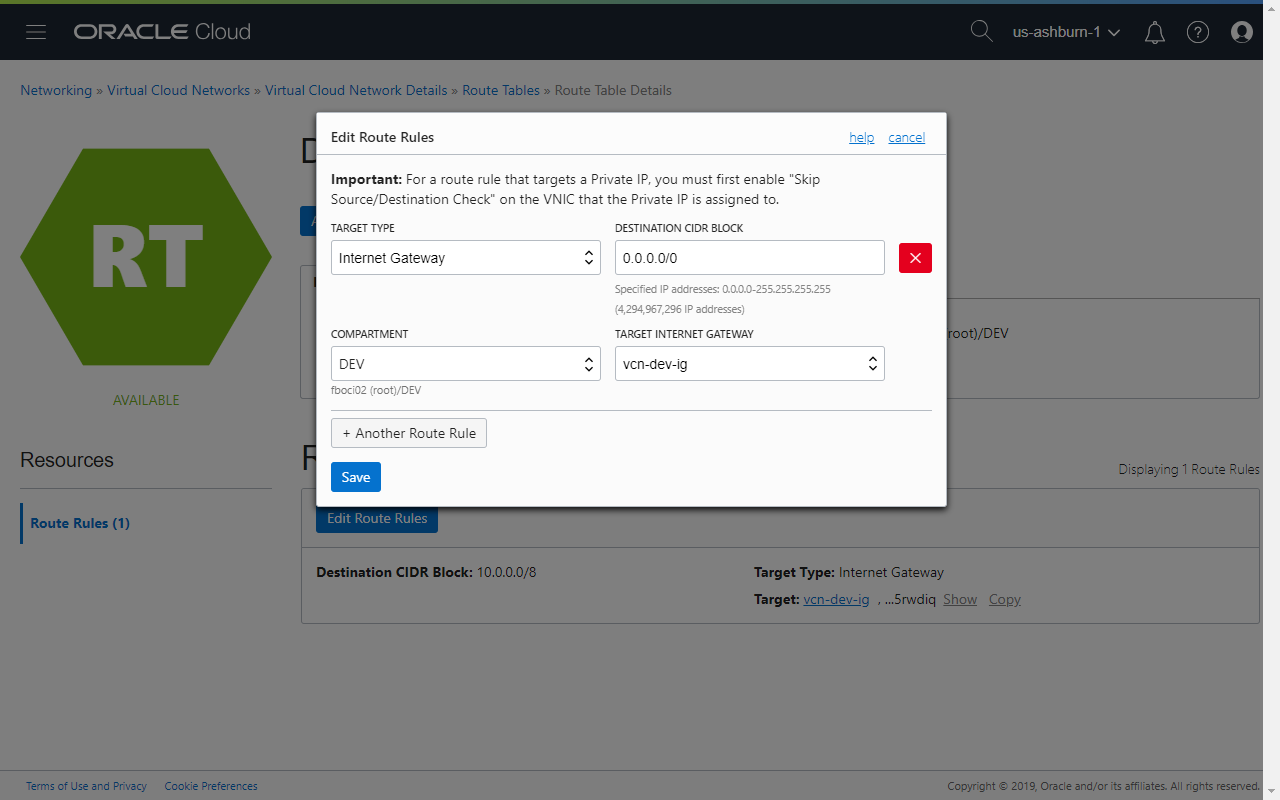 ORACLE Cloud
us-ashburn-1
Networking » Virtual Cloud Networks » Virtual Cloud Network Details » Route Tables » Route Table Details
RT
AVAILABLE
Resources
Route Rules (1)
Edit Route Rules
help
cancel
Important: For a route rule that targets a Private IP, you must first enable "Skip
Source/Destination Check" on the VNIC that the Private IP is assigned to.
TARGET TYPE
DESTINATION CIDR BLOCK
Internet Gateway
0.0.0.0/0
Specified IP addresses: 0.0.0.0-255.255.255.255
(4,294,967,296 IP addresses)
COMPARTMENT
TARGET INTERNET GATEWAY
DEV
vcn-dev-ig
fboci02 (root)/DEV
+ Another Route Rule
Save
root)/DEV
Displaying 1 Route Rules
Edit Route Rules
Destination CIDR Block: 10.0.0.0/8
Target Type: Internet Gateway
Target: vcn-dev-ig , ...5rwdiq Show Copy
Terms of Use and Privacy
Cookie Preferences
Copyright © 2019, Oracle and/or its affiliates. All rights reserved.